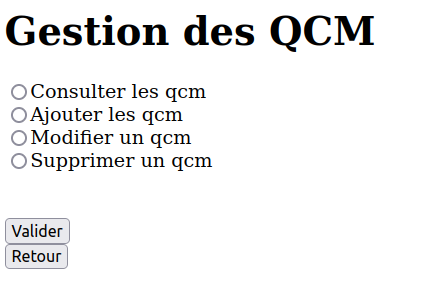 Gestion des QCM
Consulter les qcm
Ajouter les qcm
Modifier un qcm
Supprimer un qcm
Valider
Retour